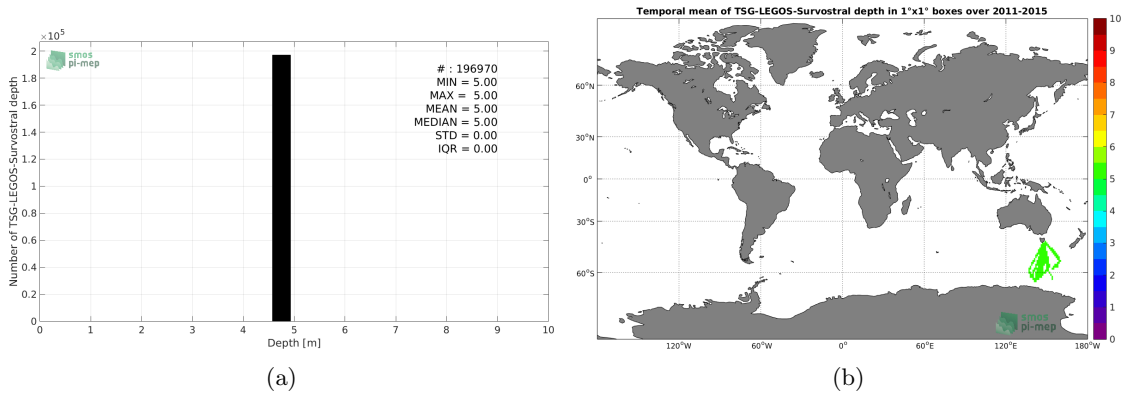 ×10⁵
2
1.8
1.6
1.4
1.2
1
0.8
0.6
0.4
0.2
0
Number of TSG-LEGOS-Survostral depth
smos
pi-mep
# : 196970
MIN = 5.00
MAX = 5.00
MEAN = 5.00
MEDIAN = 5.00
STD = 0.00
IQR = 0.00
0 1 2 3 4 5 6 7 8 9 10
Depth [m]
(a)
Temporal mean of TSG-LEGOS-Survostral depth in 1°x1° boxes over 2011-2015
60°N
30°N
0°
30°S
60°S
120°W 60°W 0° 60°E 120°E 180°W
smos
pi-mep
10
9
8
7
6
5
4
3
2
1
0
(b)